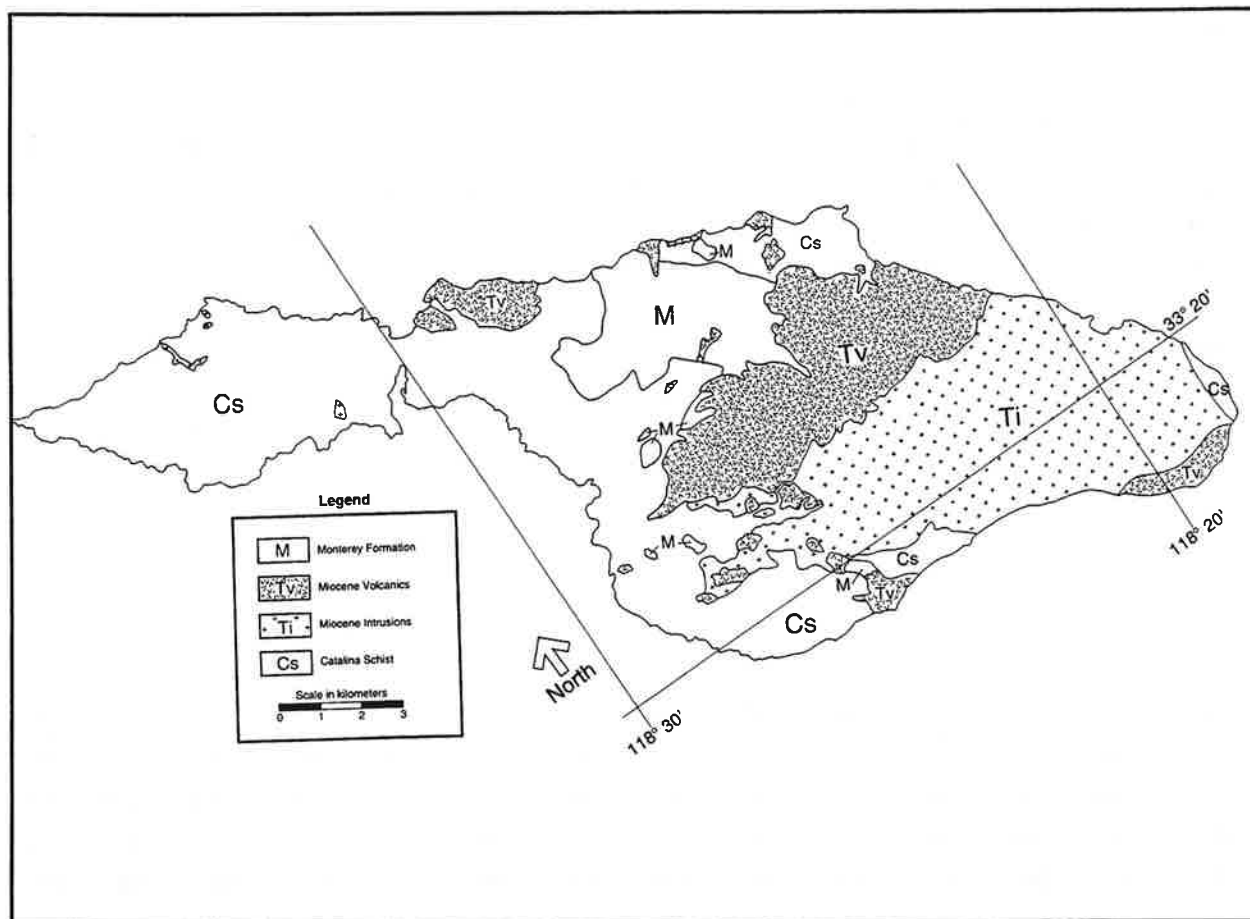 Cs
M
Tv
M
Tv
33° 20'
Cs
Cs
Ti
M
Tv
Legend
M Monterey Formation
Tv Miocene Volcanics
Ti Miocene Intrusions
Cs Catalina Schist
Scale in kilometers
0 1 2 3
M
Cs
M
Tv
Cs
118° 20'
North
118° 30'